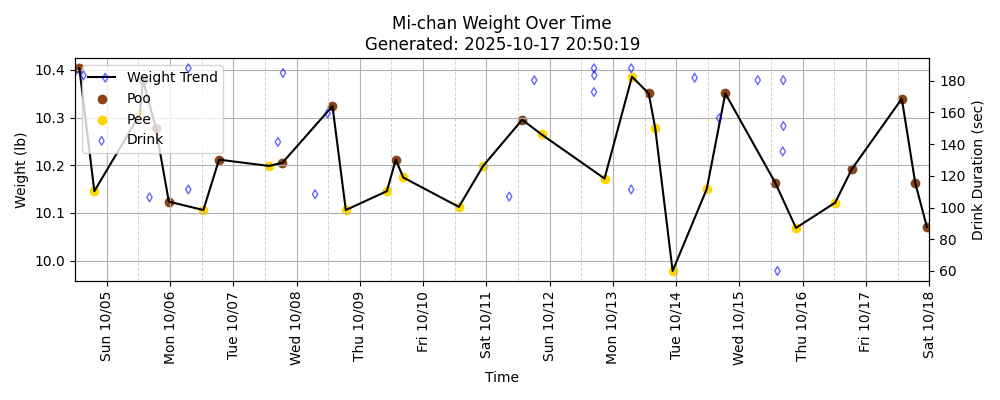 Mi-chan Weight Over Time
Generated: 2025-10-17 20:50:19
Weight Trend
Poo
Pee
Drink
Weight (lb)
10.4
10.3
10.2
10.1
10.0
180
160
140
120
100
80
60
Drink Duration (sec)
Sun 10/05
Mon 10/06
Tue 10/07
Wed 10/08
Thu 10/09
Fri 10/10
Sat 10/11
Sun 10/12
Mon 10/13
Tue 10/14
Wed 10/15
Thu 10/16
Fri 10/17
Sat 10/18
Time